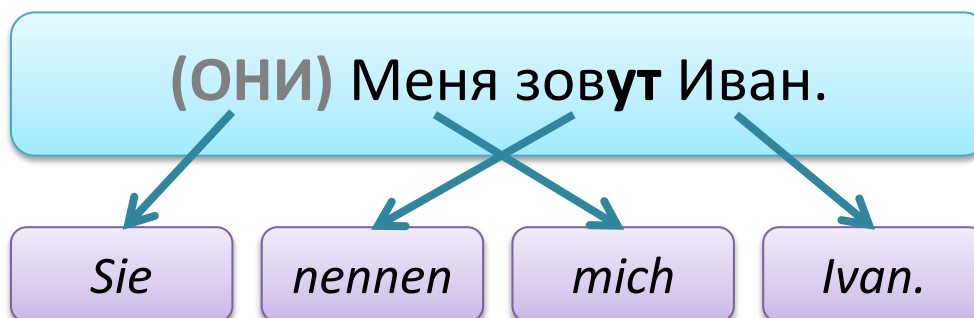 (ОНИ) Меня зовут Иван.
Sie nennen mich Ivan.